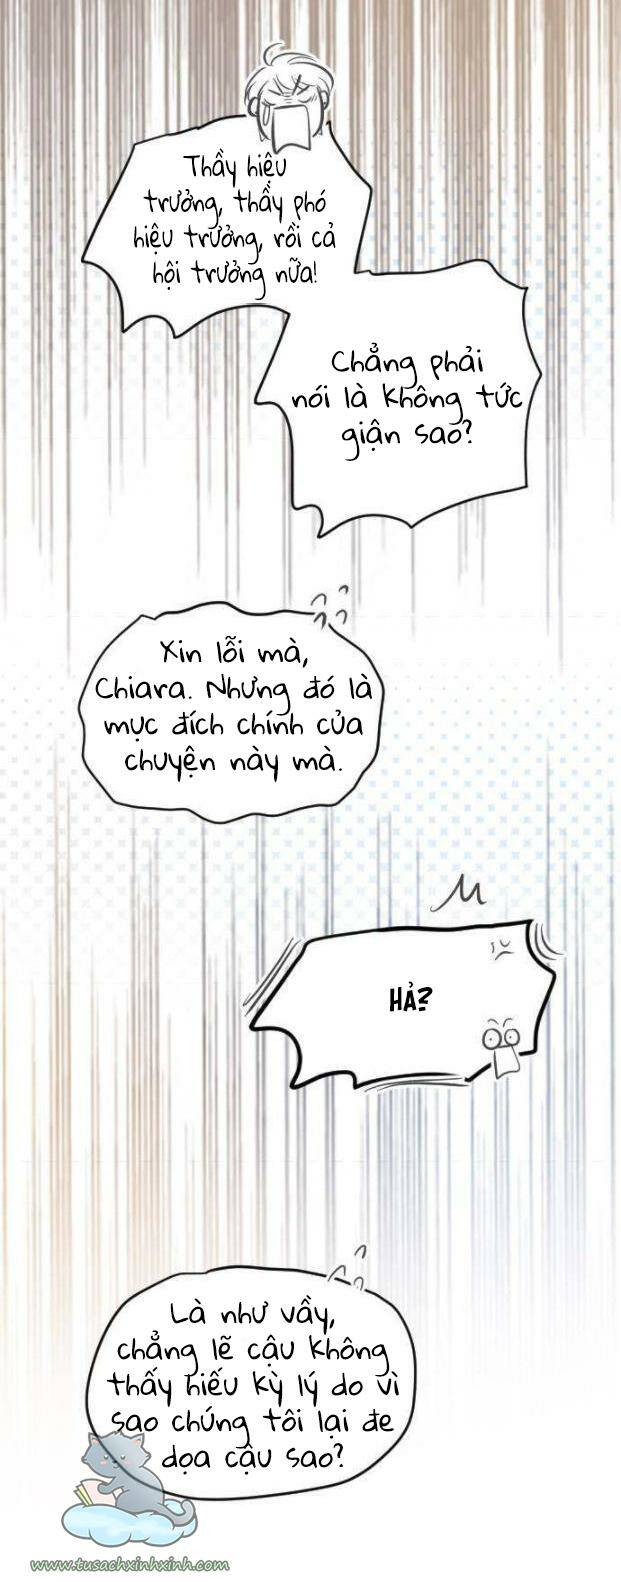 Thầy hiệu
trưởng, thầy phó
hiệu trưởng, rồi cả
hội trưởng nữa!
Chẳng phải
nói là không tức
giận sao?
Xin lỗi mà,
Chiara. Nhưng đó là
mục đích chính của
chuyện này mà.
HẢ?
Là như vầy,
chẳng lẽ cậu không
thấy hiếu kỳ lý do vì
sao chúng tôi lại đe
dọa cậu sao?
www.tusachxinhxinh.com